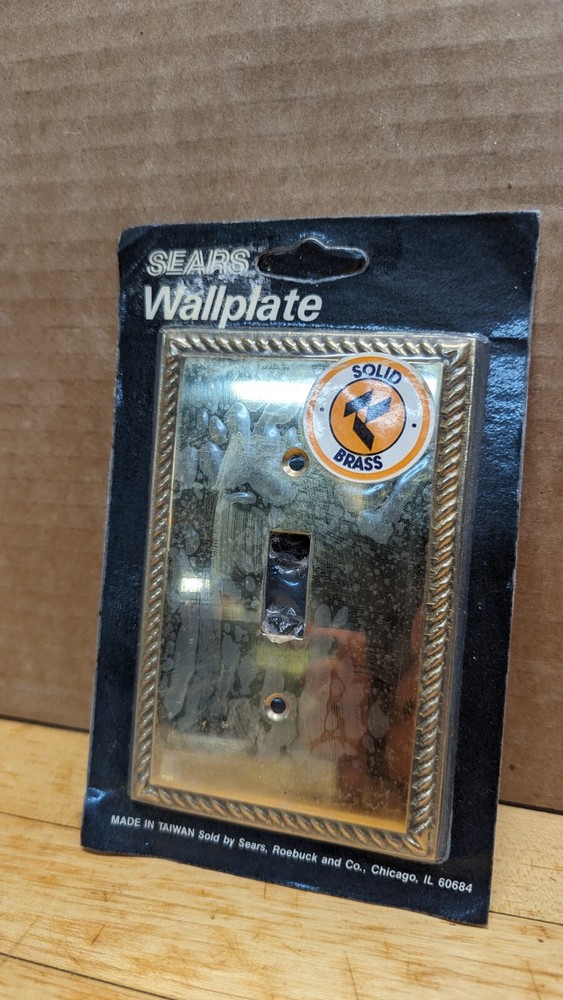 SEARS
Wallplate
SOLID
BRASS
MADE IN TAIWAN Sold by Sears, Roebuck and Co., Chicago, IL 60684